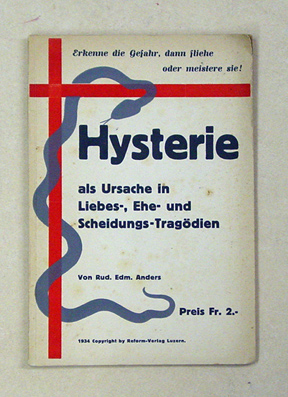 Erkenne die Gefahr, dann fliehe
oder meistere sie!
Hysterie
als Ursache in
Liebes-, Ehe- und
Scheidungs-Tragödien
Von Rud. Edm. Anders
Preis Fr. 2.-
1934 Copyright by Reform-Verlag Luzern.